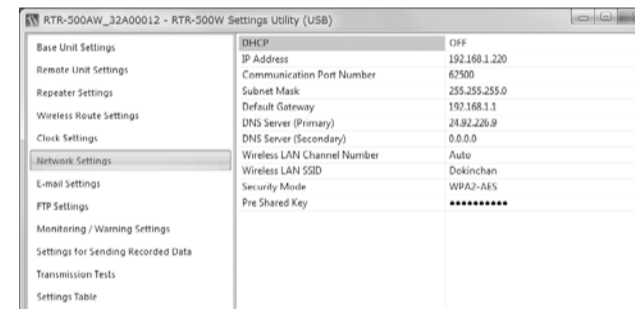 RTR-500AW_32A00012 - RTR-500W Settings Utility (USB)
Base Unit Settings
Remote Unit Settings
Repeater Settings
Wireless Route Settings
Clock Settings
Network Settings
E-mail Settings
FTP Settings
Monitoring / Warning Settings
Settings for Sending Recorded Data
Transmission Tests
Settings Table
DHCP OFF
IP Address 192.168.1.220
Communication Port Number 62500
Subnet Mask 255.255.255.0
Default Gateway 192.168.1.1
DNS Server (Primary) 24.92.226.9
DNS Server (Secondary) 0.0.0.0
Wireless LAN Channel Number Auto
Wireless LAN SSID Dokinchan
Security Mode WPA2-AES
Pre Shared Key ●●●●●●●●●●